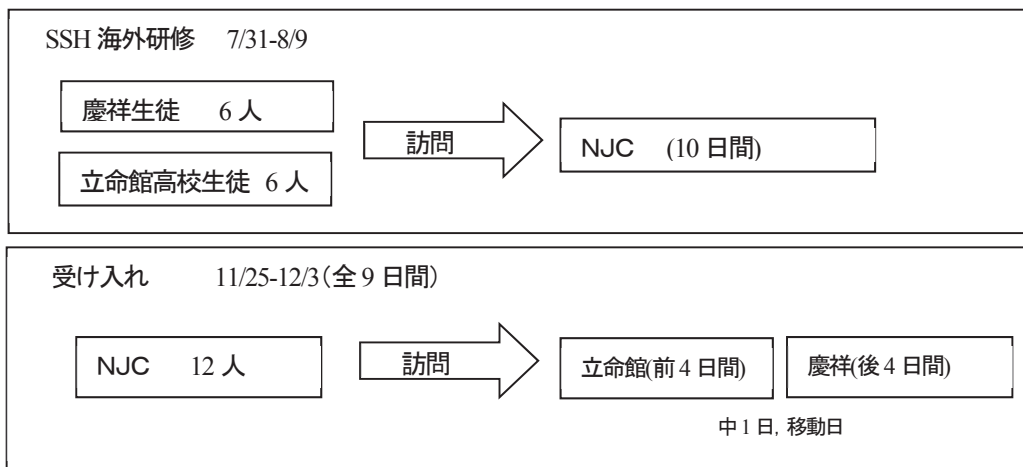 SSH 海外研修 7/31-8/9
慶祥生徒 6 人
立命館高校生徒 6 人
訪問
NJC (10 日間)
受け入れ 11/25-12/3(全 9 日間)
NJC 12 人
訪問
立命館(前 4 日間)
慶祥(後 4 日間)
中 1 日, 移動日